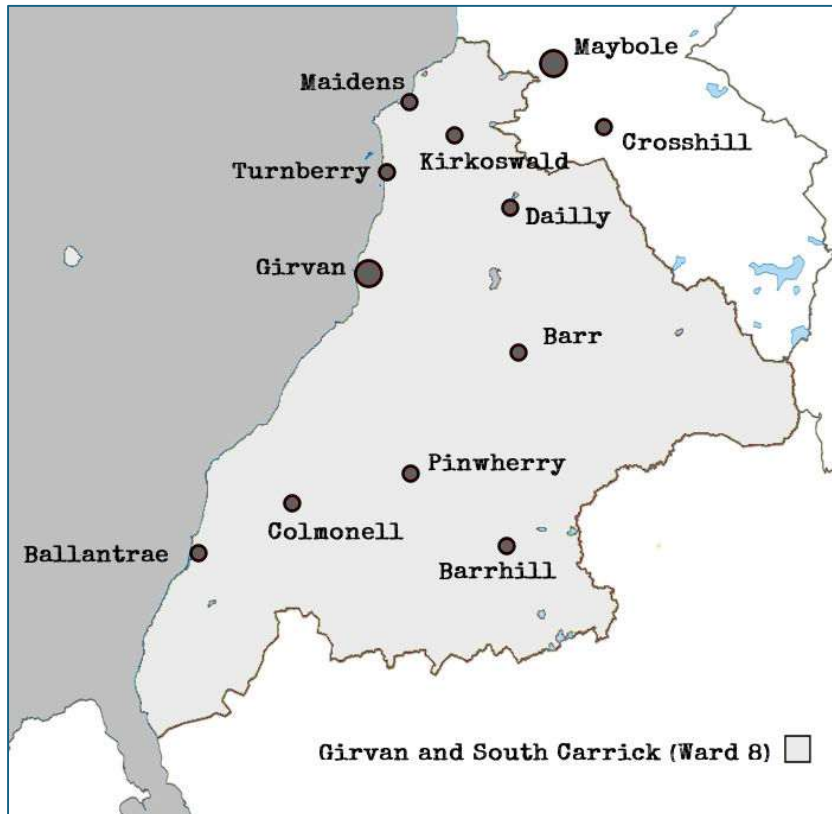 Maybole
Maidens
Crosshill
Kirkoswald
Turnberry
Dailly
Girvan
Barr
Pinwherry
Colmonell
Ballantrae
Barrhill
Girvan and South Carrick (Ward 8)